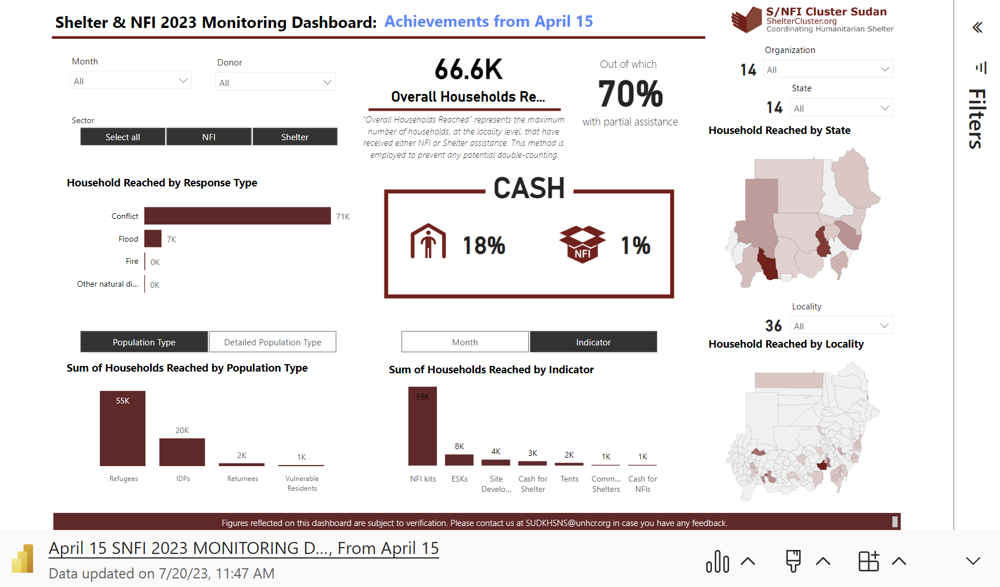 Shelter & NFI 2023 Monitoring Dashboard: Achievements from April 15
S/NFI Cluster Sudan
ShelterCluster.org
Coordinating Humanitarian Shelter
Month
All
Donor
All
Sector
Select all
NFI
Shelter
66.6K
Overall Households Re...
"Overall Households Reached" represents the maximum
number of households, at the locality level, that have
received either NFI or Shelter assistance. This method is
employed to prevent any potential double-counting.
Out of which
70%
with partial assistance
Organization
14
All
State
14
All
Household Reached by State
Household Reached by Response Type
Conflict
71K
Flood
7K
Fire
0K
Other natural di...
0K
CASH
18%
NFI
1%
Locality
36
All
Household Reached by Locality
Population Type
Detailed Population Type
Sum of Households Reached by Population Type
55K
20K
2K
1K
Refugees
IDPs
Returnees
Vulnerable
Residents
Month
Indicator
Sum of Households Reached by Indicator
59K
8K
4K
3K
2K
1K
1K
NFI kits
ESKs
Site
Develo...
Cash for
Shelter
Tents
Comm...
Shelters
Cash for
NFIs
Figures reflected on this dashboard are subject to verification. Please contact us at SUDKHSNS@unhcr.org in case you have any feedback.
Filters
April 15 SNFI 2023 MONITORING D..., From April 15
Data updated on 7/20/23, 11:47 AM